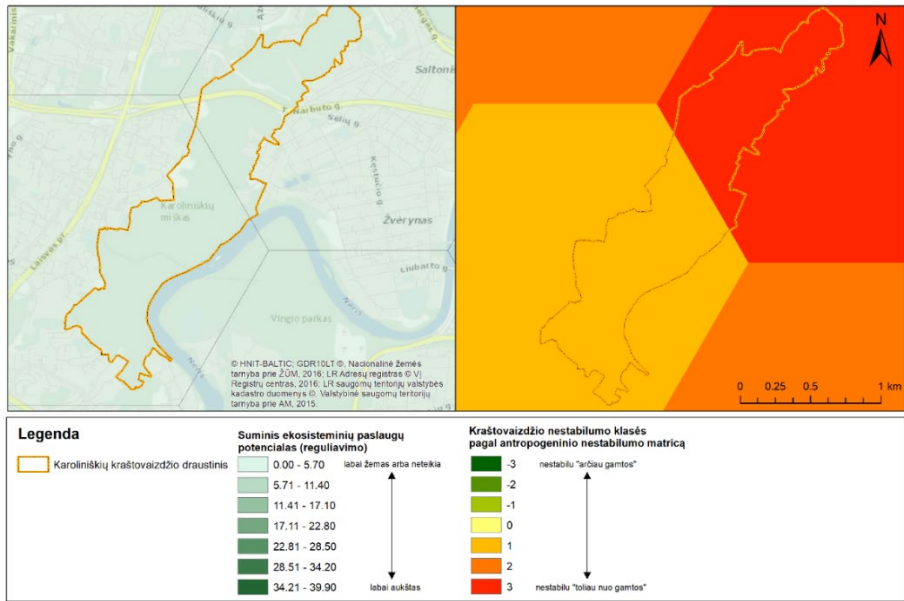 Vakarinis
Saltonis
T. Narbuto g.
Sėlių g.
Kęstučio g.
Karoliniškių
miškas
Žvėrynas
Laisvės pr.
Liubarto g.
Neris
Vingio parkas
Neris
© HNIT-BALTIC; GDR10LT ©, Nacionalinė žemės
tarnyba prie ŽŪM, 2016; LR Adresų registras © VĮ
Registrų centras, 2016; LR saugomų teritorijų valstybės
kadastro duomenys ©, Valstybinė saugomų teritorijų
tarnyba prie AM, 2015.
N
0 0.25 0.5 1 km
Legenda
Karoliniškių kraštovaizdžio draustinis
Suminis ekosisteminių paslaugų
potencialas (reguliavimo)
0.00 - 5.70 labai žemas arba neteikia
5.71 - 11.40
11.41 - 17.10
17.11 - 22.80
22.81 - 28.50
28.51 - 34.20
34.21 - 39.90 labai aukštas
Kraštovaizdžio nestabilumo klasės
pagal antropogeninio nestabilumo matricą
-3 nestabilu "arčiau gamtos"
-2
-1
0
1
2
3 nestabilu "toliau nuo gamtos"